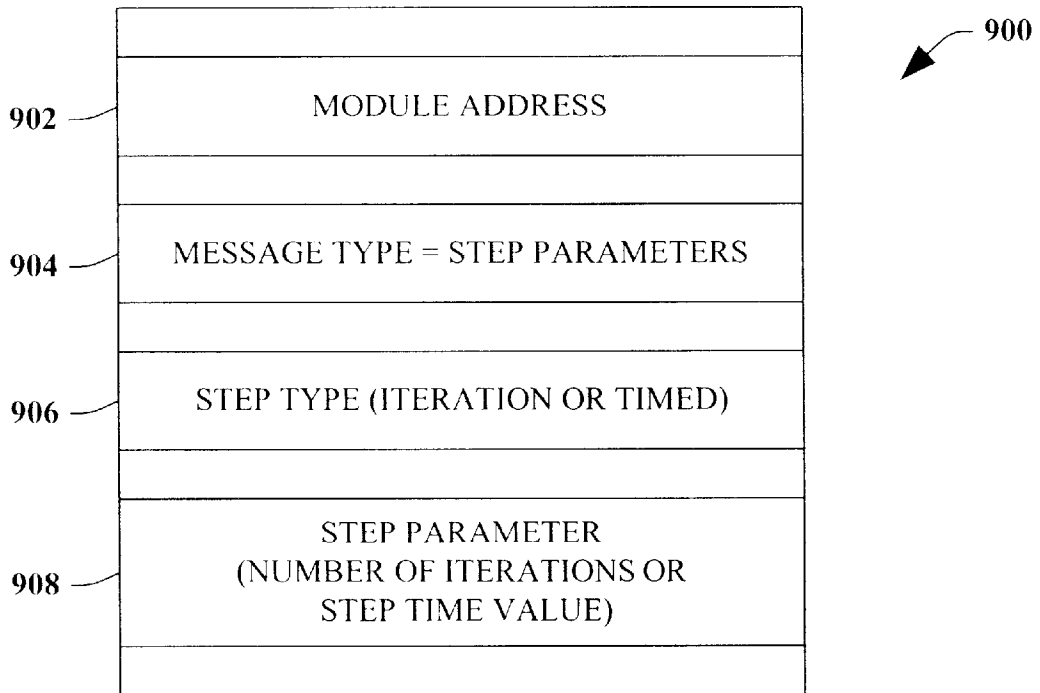 900
902
MODULE ADDRESS
904
MESSAGE TYPE = STEP PARAMETERS
906
STEP TYPE (ITERATION OR TIMED)
908
STEP PARAMETER
(NUMBER OF ITERATIONS OR
STEP TIME VALUE)